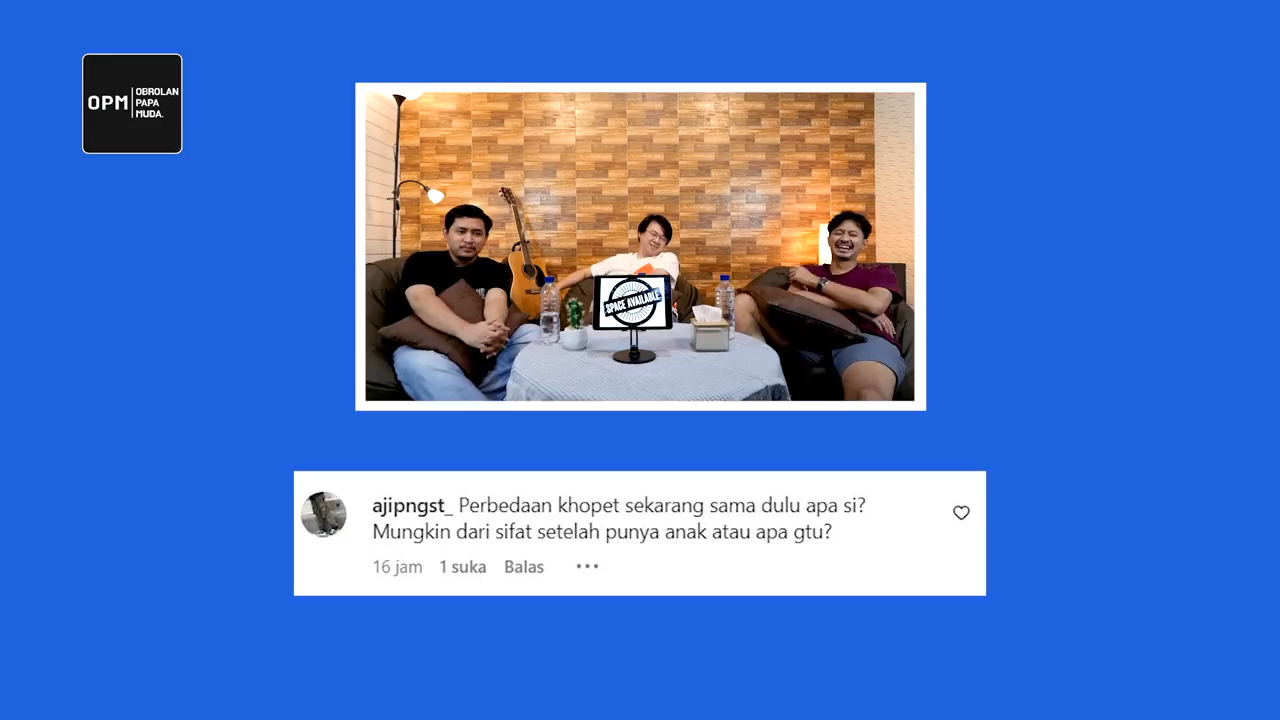 OPM
OBROLAN
PAPA
MUDA.
SPACE AVAILABLE
ajipngst_ Perbedaan khopet sekarang sama dulu apa si?
Mungkin dari sifat setelah punya anak atau apa gtu?
16 jam 1 suka Balas